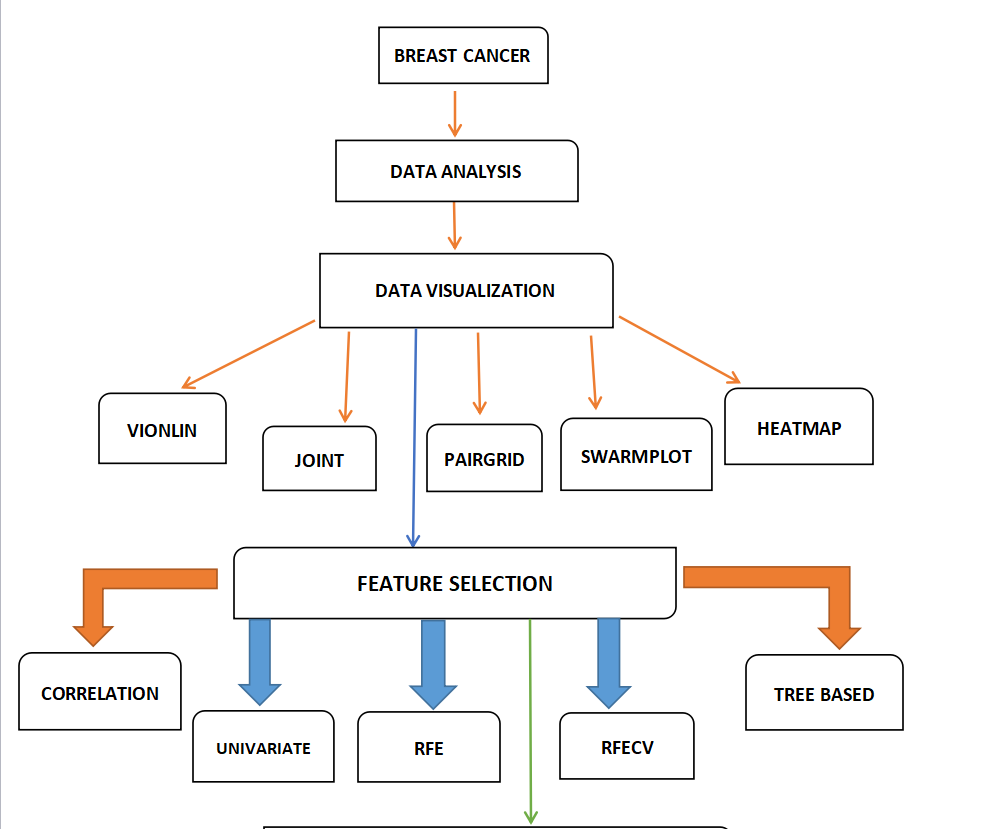 BREAST CANCER
DATA ANALYSIS
DATA VISUALIZATION
VIONLIN
JOINT
PAIRGRID
SWARMPLOT
HEATMAP
FEATURE SELECTION
CORRELATION
UNIVARIATE
RFE
RFECV
TREE BASED